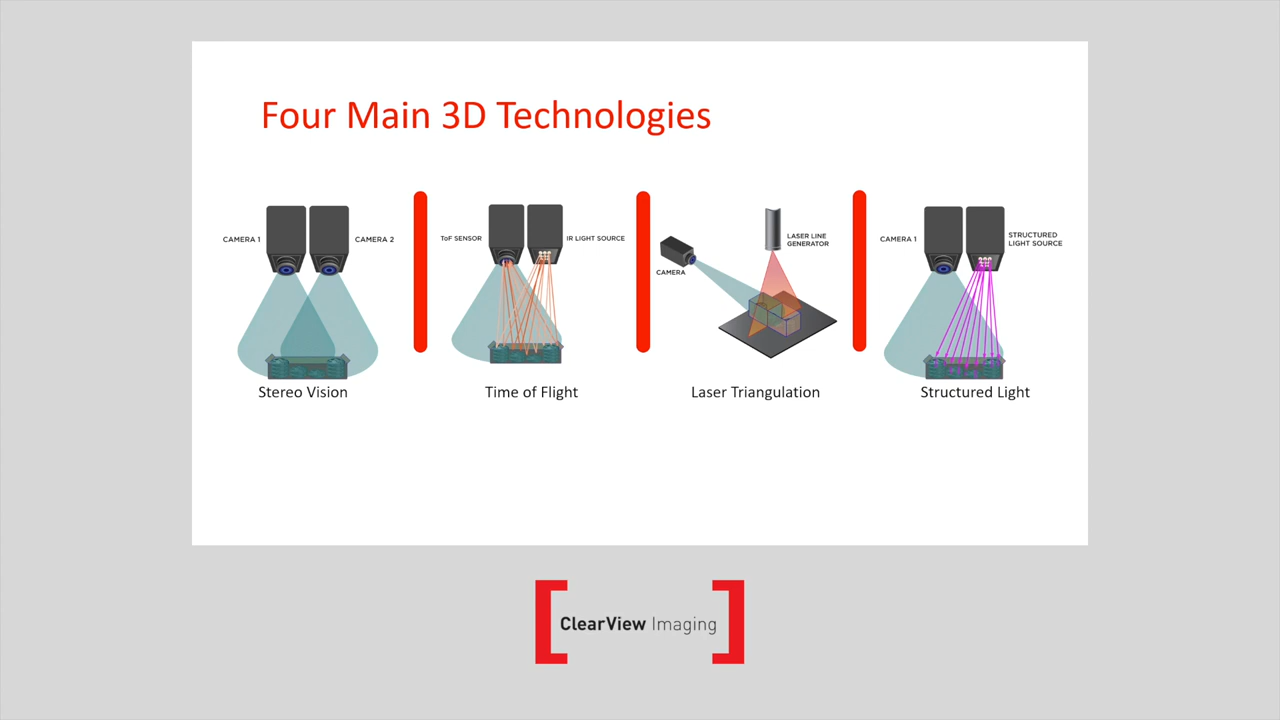 Four Main 3D Technologies
CAMERA 1
CAMERA 2
Stereo Vision
ToF SENSOR
IR LIGHT SOURCE
Time of Flight
CAMERA
LASER LINE
GENERATOR
Laser Triangulation
CAMERA 1
STRUCTURED
LIGHT SOURCE
Structured Light
ClearView Imaging